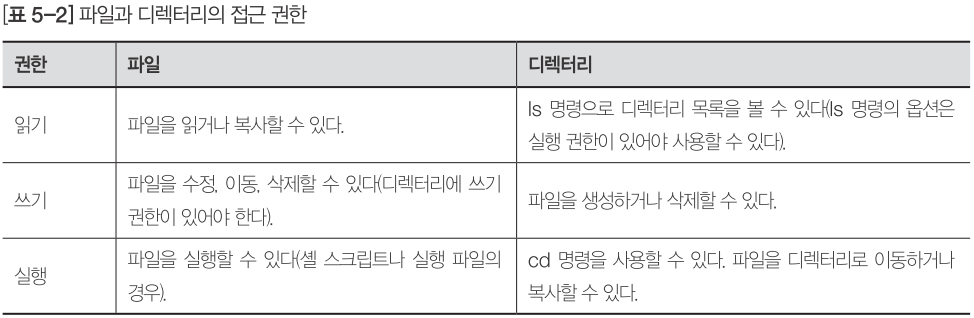 [표 5-2] 파일과 디렉터리의 접근 권한
권한 파일 디렉터리
읽기 파일을 읽거나 복사할 수 있다. ls 명령으로 디렉터리 목록을 볼 수 있다(ls 명령의 옵션은
실행 권한이 있어야 사용할 수 있다).
쓰기 파일을 수정, 이동, 삭제할 수 있다(디렉터리에 쓰기
권한이 있어야 한다).
파일을 생성하거나 삭제할 수 있다.
실행 파일을 실행할 수 있다(셸 스크립트나 실행 파일의
경우).
cd 명령을 사용할 수 있다. 파일을 디렉터리로 이동하거나
복사할 수 있다.